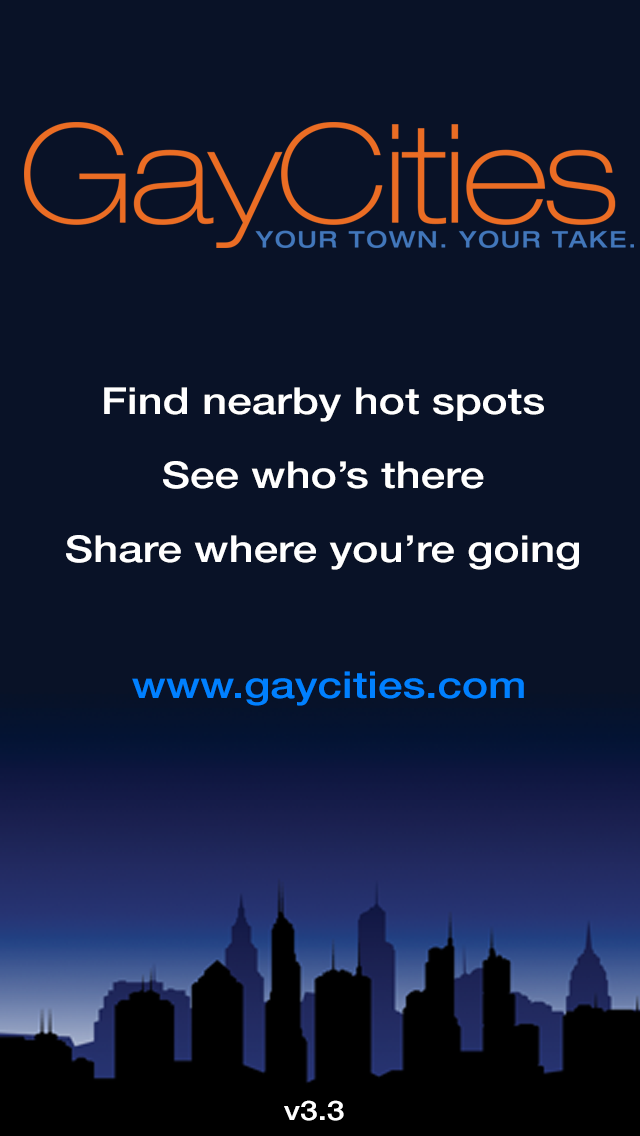 GayCities
YOUR TOWN. YOUR TAKE.
Find nearby hot spots
See who’s there
Share where you’re going
www.gaycities.com
v3.3